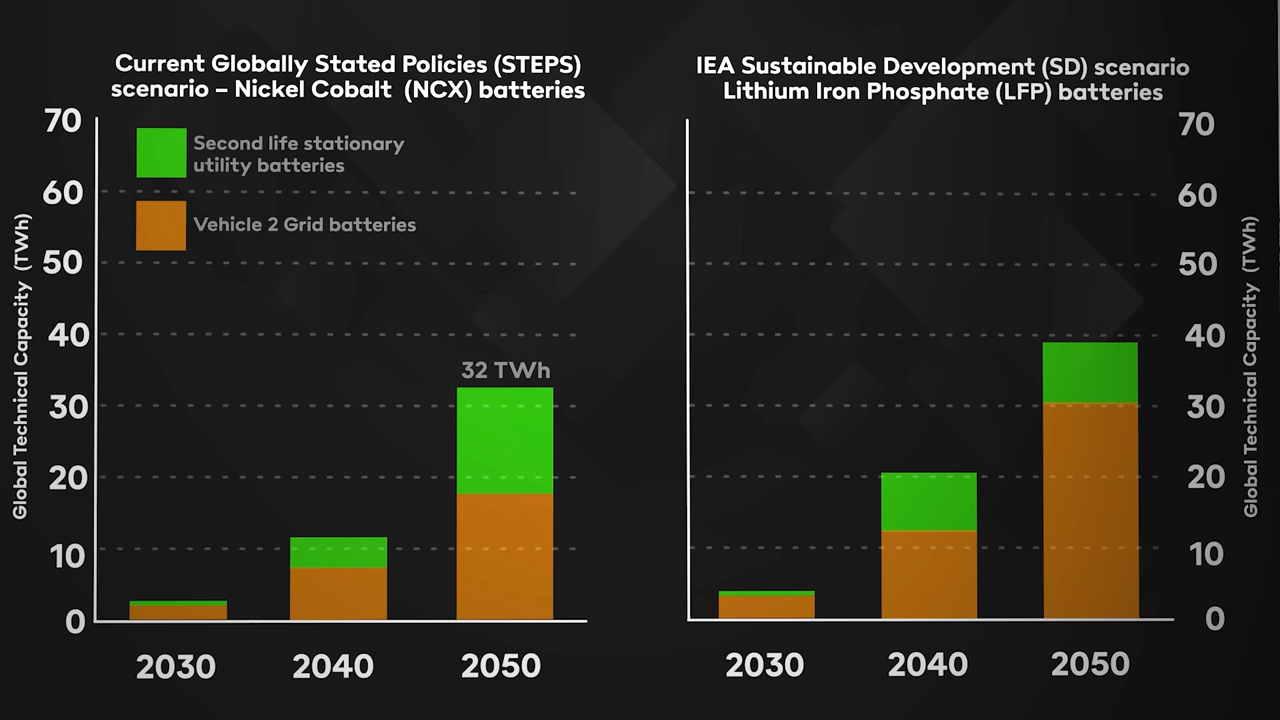 Current Globally Stated Policies (STEPS)
scenario – Nickel Cobalt (NCX) batteries
70
Second life stationary
utility batteries
60
Vehicle 2 Grid batteries
50
40
32 TWh
30
20
10
0
Global Technical Capacity (TWh)
2030 2040 2050
IEA Sustainable Development (SD) scenario
Lithium Iron Phosphate (LFP) batteries
70
60
50
40
30
20
10
0
Global Technical Capacity (TWh)
2030 2040 2050